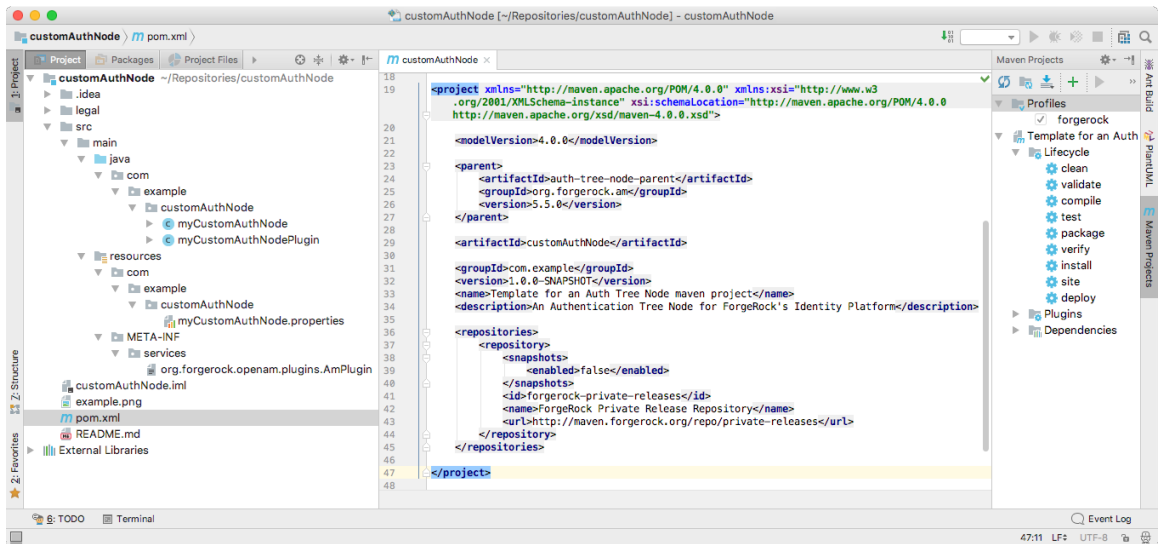 customAuthNode [~/Repositories/customAuthNode] - customAuthNode
customAuthNode m pom.xml
1: Project
Project Packages Project Files
customAuthNode ~/Repositories/customAuthNode
.idea
legal
src
main
java
com
example
customAuthNode
myCustomAuthNode
myCustomAuthNodePlugin
resources
com
example
customAuthNode
myCustomAuthNode.properties
META-INF
services
org.forgerock.openam.plugins.AmPlugin
customAuthNode.iml
example.png
pom.xml
README.md
External Libraries
7: Structure
2: Favorites
customAuthNode
18
19 <project xmlns="http://maven.apache.org/POM/4.0.0" xmlns:xsi="http://www.w3
.org/2001/XMLSchema-instance" xsi:schemaLocation="http://maven.apache.org/POM/4.0.0
http://maven.apache.org/xsd/maven-4.0.0.xsd">
20
21 <modelVersion>4.0.0</modelVersion>
22
23 <parent>
24 <artifactId>auth-tree-node-parent</artifactId>
25 <groupId>org.forgerock.am</groupId>
26 <version>5.5.0</version>
27 </parent>
28
29 <artifactId>customAuthNode</artifactId>
30
31 <groupId>com.example</groupId>
32 <version>1.0.0-SNAPSHOT</version>
33 <name>Template for an Auth Tree Node maven project</name>
34 <description>An Authentication Tree Node for ForgeRock's Identity Platform</description>
35
36 <repositories>
37 <repository>
38 <snapshots>
39 <enabled>false</enabled>
40 </snapshots>
41 <id>forgerock-private-releases</id>
42 <name>ForgeRock Private Release Repository</name>
43 <url>http://maven.forgerock.org/repo/private-releases</url>
44 </repository>
45 </repositories>
46
47 </project>
48
Maven Projects
Profiles
forgerock
Template for an Auth
Lifecycle
clean
validate
compile
test
package
verify
install
site
deploy
Plugins
Dependencies
Ant Build
PlantUML
Maven Projects
6: TODO Terminal Event Log
47:11 LF UTF-8